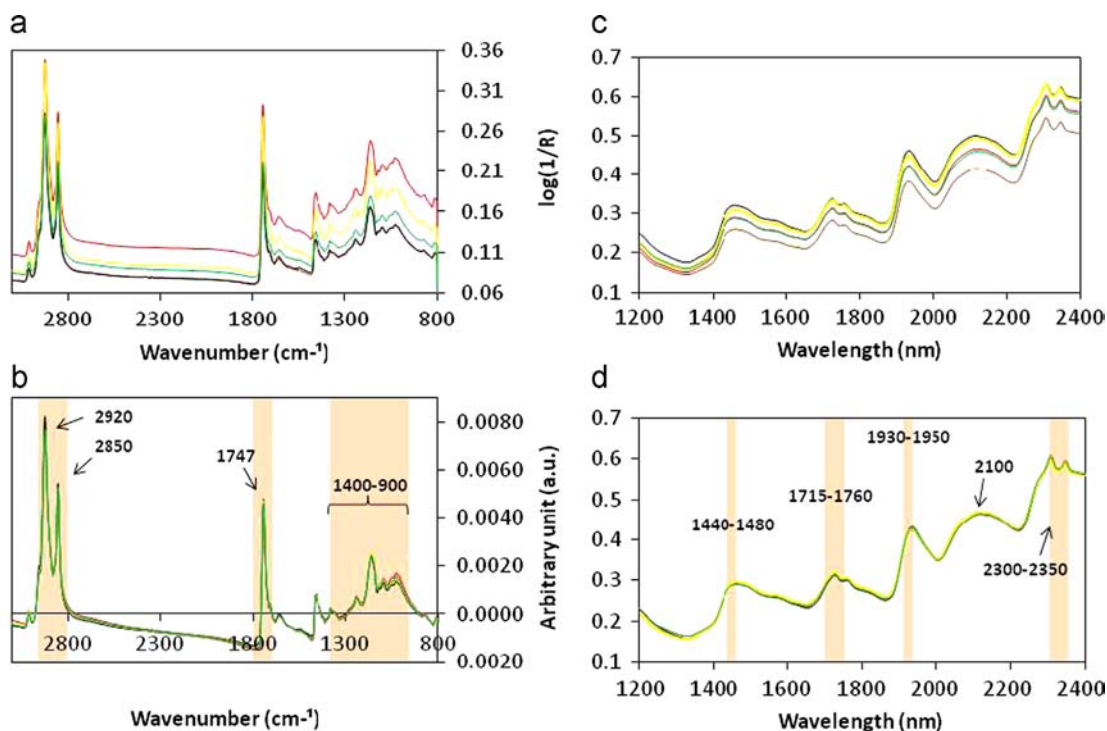 a
0.36
0.31
0.26
0.21
0.16
0.11
0.06
2800 2300 1800 1300 800
Wavenumber (cm-¹)
c
0.7
0.6
0.5
0.4
0.3
0.2
0.1
log(1/R)
1200 1400 1600 1800 2000 2200 2400
Wavelength (nm)
b
2920
2850
1747
1400-900
0.0080
0.0060
0.0040
0.0020
0.0000
0.0020
Arbitrary unit (a.u.)
2800 2300 1800 1300 800
Wavenumber (cm-¹)
d
0.7
0.6
0.5
0.4
0.3
0.2
0.1
1440-1480
1715-1760
1930-1950
2100
2300-2350
1200 1400 1600 1800 2000 2200 2400
Wavelength (nm)